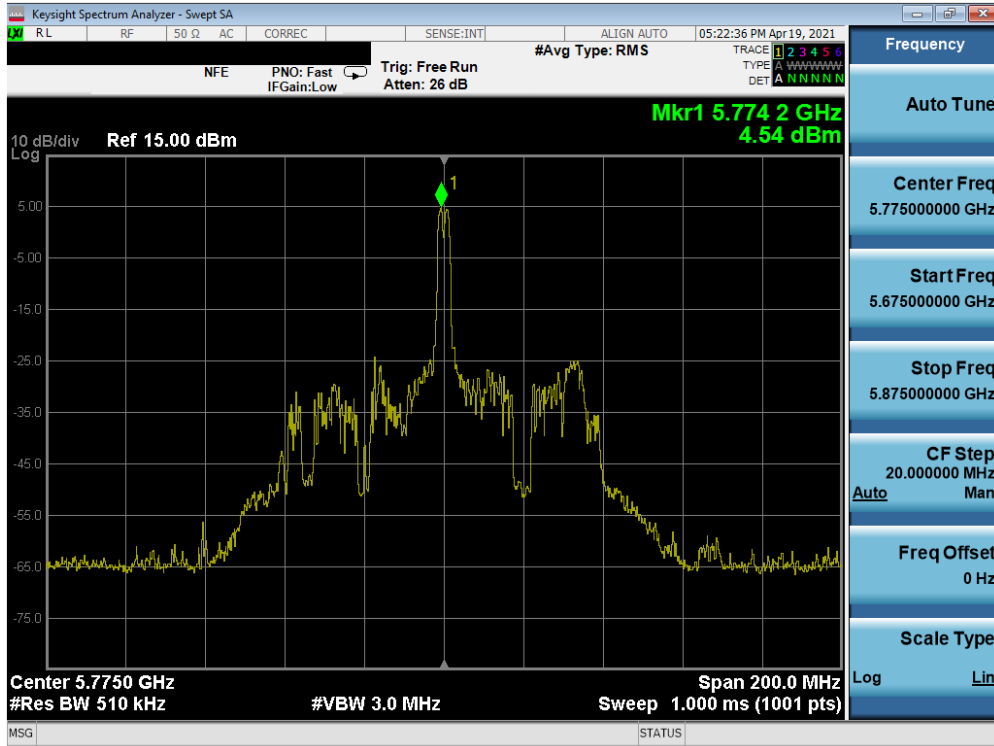 Keysight Spectrum Analyzer - Swept SA
LXI RL RF 50 Ω AC CORREC SENSE:INT ALIGN AUTO 05:22:36 PM Apr 19, 2021
NFE PNO: Fast Trig: Free Run #Avg Type: RMS TRACE 1 2 3 4 5 6
IFGain:Low Atten: 26 dB TYPE A WWWWW
DET A N N N N N
Mkr1 5.774 2 GHz
4.54 dBm
10 dB/div Ref 15.00 dBm
Log
1
5.00
-5.00
-15.0
-25.0
-35.0
-45.0
-55.0
-65.0
-75.0
Center 5.7750 GHz Span 200.0 MHz
#Res BW 510 kHz #VBW 3.0 MHz Sweep 1.000 ms (1001 pts)
MSG STATUS
Frequency
Auto Tune
Center Freq
5.775000000 GHz
Start Freq
5.675000000 GHz
Stop Freq
5.875000000 GHz
CF Step
20.000000 MHz
Auto Man
Freq Offset
0 Hz
Scale Type
Log Lin